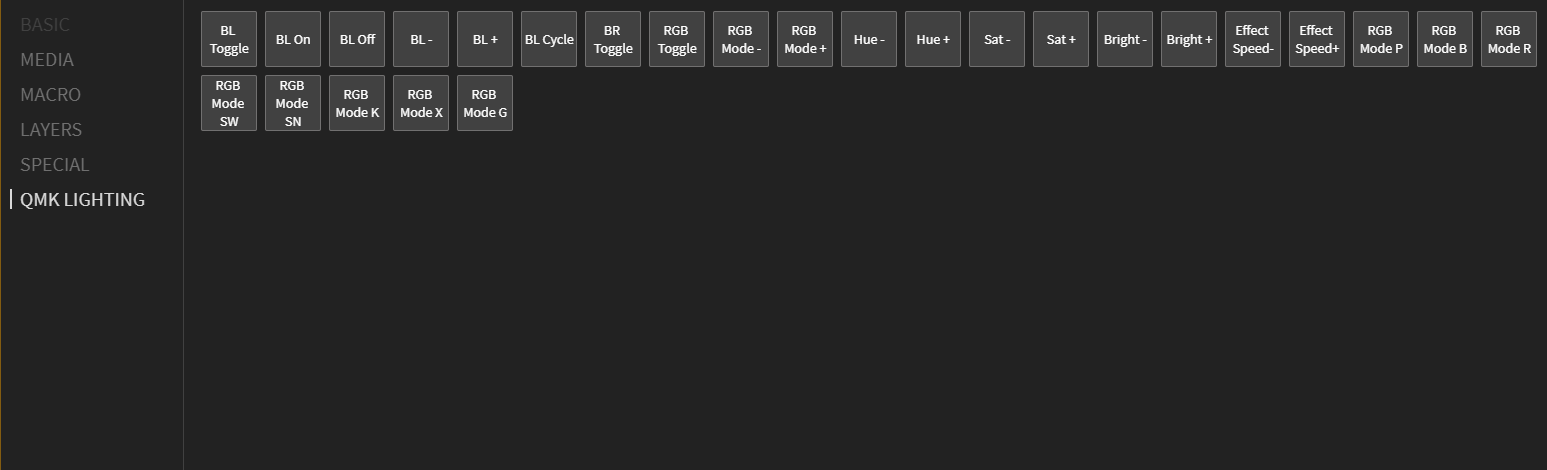 BASIC
MEDIA
MACRO
LAYERS
SPECIAL
QMK LIGHTING
BL
Toggle
BL On
BL Off
BL -
BL +
BL Cycle
BR
Toggle
RGB
Toggle
RGB
Mode -
RGB
Mode +
Hue -
Hue +
Sat -
Sat +
Bright -
Bright +
Effect
Speed-
Effect
Speed+
RGB
Mode P
RGB
Mode B
RGB
Mode R
RGB
Mode
SW
RGB
Mode
SN
RGB
Mode K
RGB
Mode X
RGB
Mode G